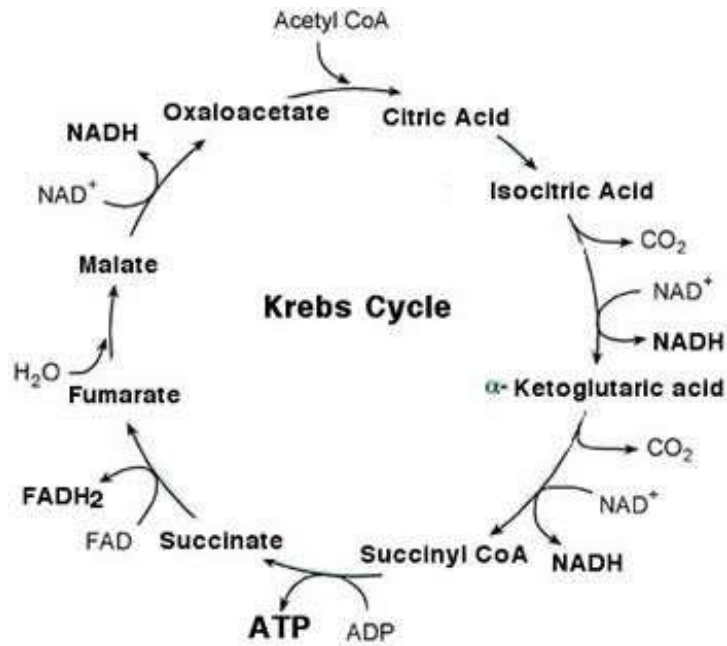 Acetyl CoA
Oxaloacetate
Citric Acid
NADH
Isocitric Acid
NAD+
CO2
Malate
Krebs Cycle
NAD+
NADH
H2O
Fumarate
α- Ketoglutaric acid
CO2
FADH2
NAD+
FAD
Succinate
Succinyl CoA
NADH
ATP
ADP